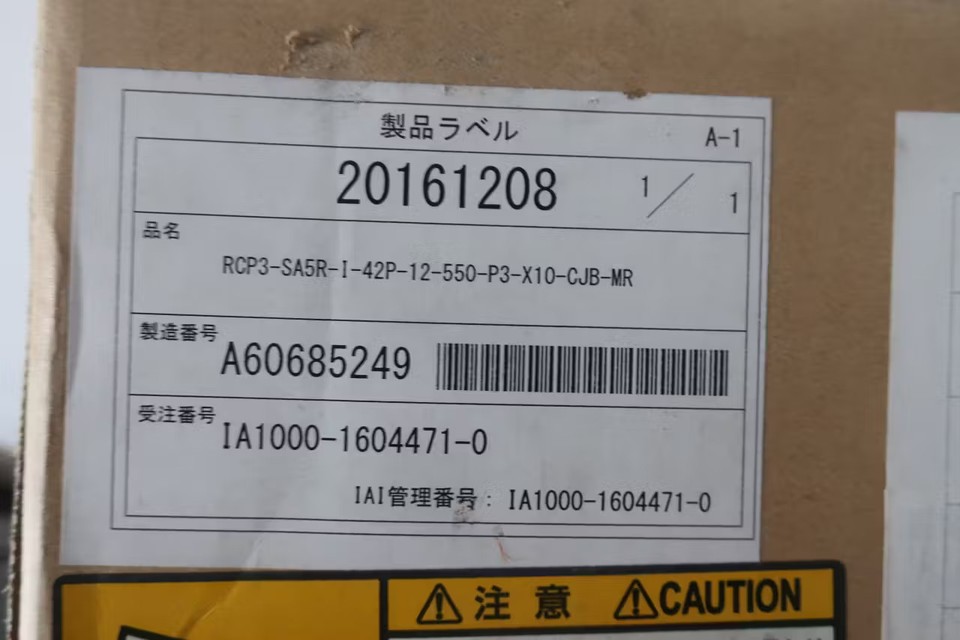 製品ラベル
A-1
20161208
1／1
品名
RCP3-SA5R-I-42P-12-550-P3-X10-CJB-MR
製造番号
A60685249
受注番号
IA1000-1604471-0
IAI管理番号： IA1000-1604471-0
注 意 CAUTION